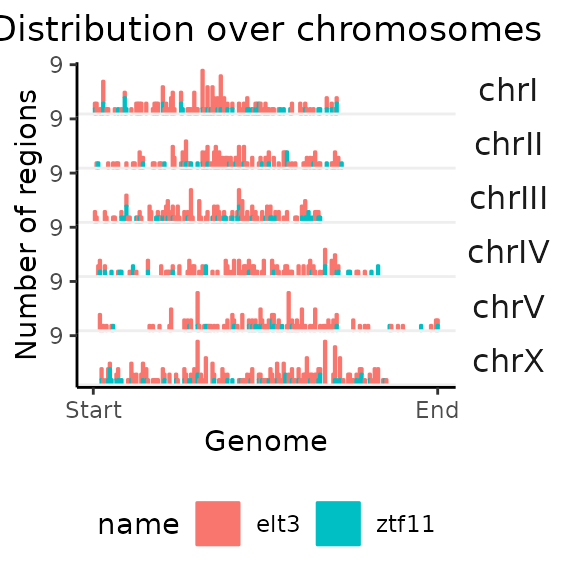 Distribution over chromosomes
9
chrI
9
chrII
9
chrIII
9
chrIV
9
chrV
9
chrX
Number of regions
Start
End
Genome
name
elt3
ztf11